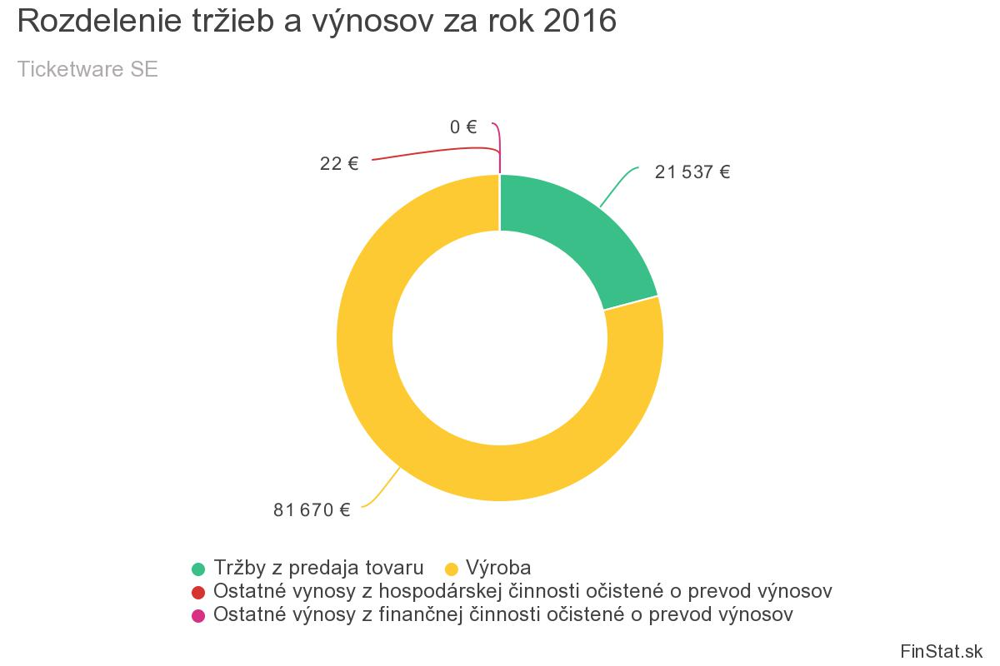 Rozdelenie tržieb a výnosov za rok 2016
Ticketware SE
0 €
22 €
21 537 €
81 670 €
Tržby z predaja tovaru
Výroba
Ostatné vynosy z hospodárskej činnosti očistené o prevod výnosov
Ostatné výnosy z finančnej činnosti očistené o prevod výnosov
FinStat.sk